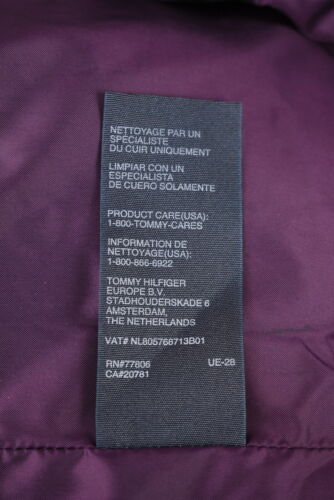 NETTOYAGE PAR UN
SPECIALISTE
DU CUIR UNIQUEMENT
LIMPIAR CON UN
ESPECIALISTA
DE CUERO SOLAMENTE
PRODUCT CARE(USA):
1-800-TOMMY-CARES
INFORMATION DE
NETTOYAGE(USA):
1-800-866-6922
TOMMY HILFIGER
EUROPE B.V.
STADHOUDERSKADE 6
AMSTERDAM,
THE NETHERLANDS
VAT# NL805768713B01
RN#77806 UE-28
CA#20781